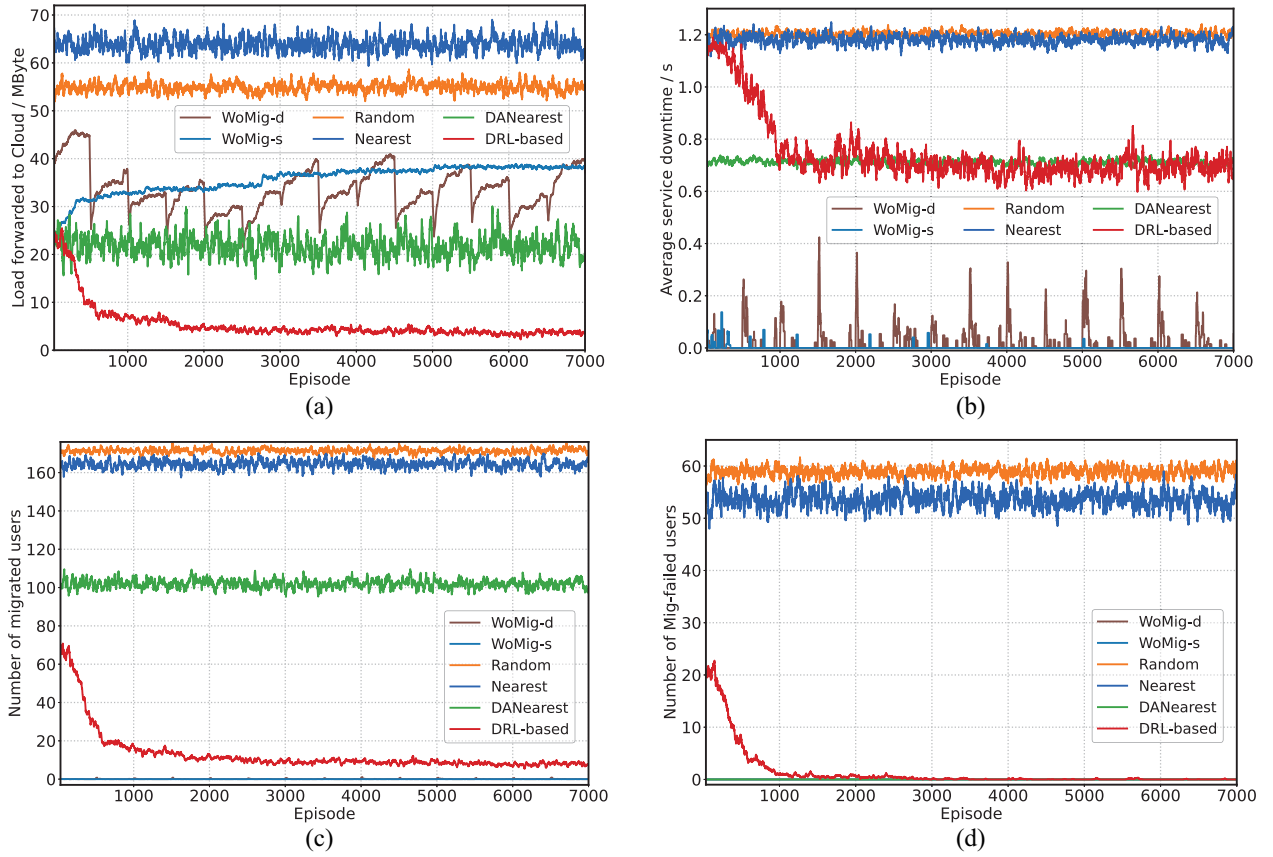 70
60
50
40
30
20
10
0
Load forwarded to Cloud / MByte
WoMig-d Random DANearest
WoMig-s Nearest DRL-based
1000 2000 3000 4000 5000 6000 7000
Episode
(a)
1.2
1.0
0.8
0.6
0.4
0.2
0.0
Average service downtime / s
WoMig-d Random DANearest
WoMig-s Nearest DRL-based
1000 2000 3000 4000 5000 6000 7000
Episode
(b)
160
140
120
100
80
60
40
20
0
Number of migrated users
WoMig-d
WoMig-s
Random
Nearest
DANearest
DRL-based
1000 2000 3000 4000 5000 6000 7000
Episode
(c)
60
50
40
30
20
10
0
Number of Mig-failed users
WoMig-d
WoMig-s
Random
Nearest
DANearest
DRL-based
1000 2000 3000 4000 5000 6000 7000
Episode
(d)